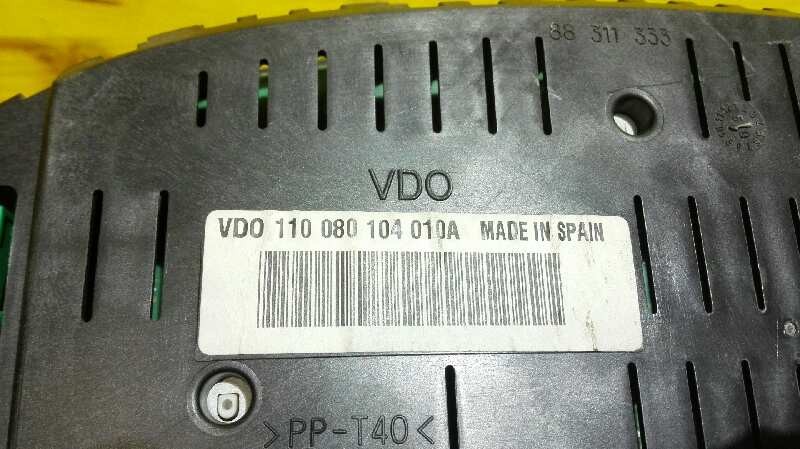 88 311 333
VDO
VDO 110 080 104 010A MADE IN SPAIN
>PP-T40<